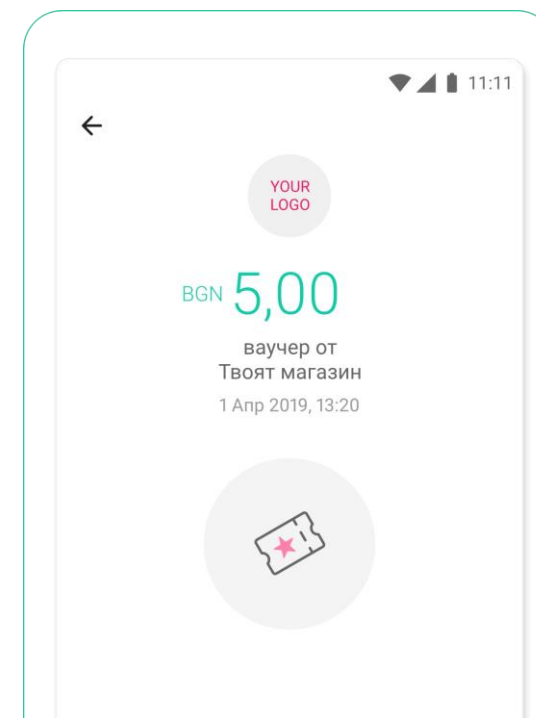 11:11
YOUR
LOGO
BGN 5,00
ваучер от
Твоят магазин
1 Апр 2019, 13:20